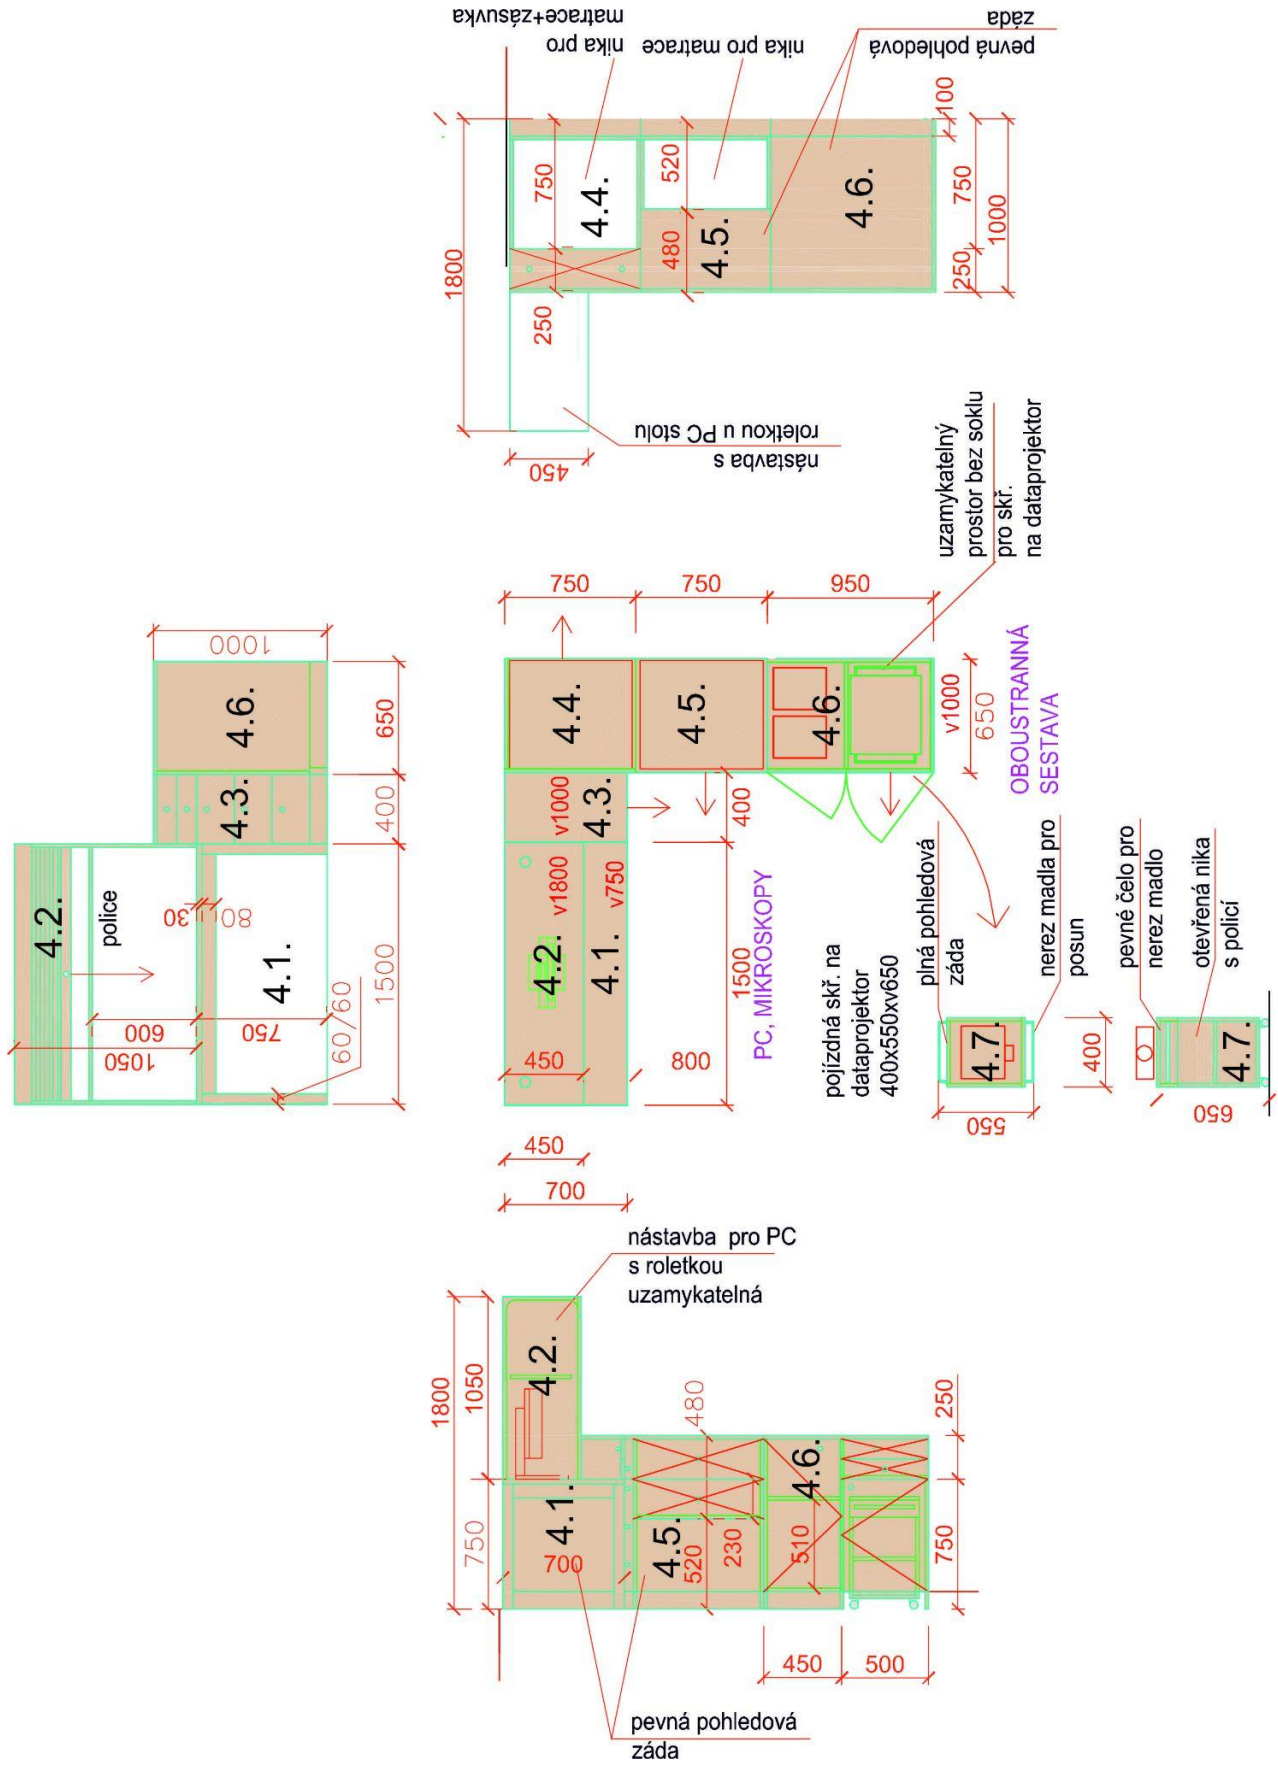 nika pro
matrace+zásuvka
nika pro matrace
pevná pohledová
záda
1800
750
520
100
4.4.
4.5.
4.6.
480
250
750
250
1000
450
nástavba s
roletkou u PC stolu
1000
4.2.
police
30
80
4.1.
4.3.
4.6.
600
750
1050
60/60
1500
400
650
750
750
950
uzamykatelný
prostor bez soklu
pro skř.
na dataprojektor
4.4.
4.5.
4.6.
v1000
650
OBOUSTRANNÁ
SESTAVA
4.2.
v1800
v1000
4.3.
4.1.
v750
400
450
1500
800
PC, MIKROSKOPY
450
700
pojízdná skř. na
dataprojektor
400x550xv650
plná pohledová
záda
nerez madla pro
posun
4.7.
550
400
pevné čelo pro
nerez madlo
otevřená nika
s policí
4.7.
650
nástavba pro PC
s roletkou
uzamykatelná
1800
1050
750
4.2.
4.1.
700
4.5.
480
520
230
4.6.
510
250
750
450
500
pevná pohledová
záda